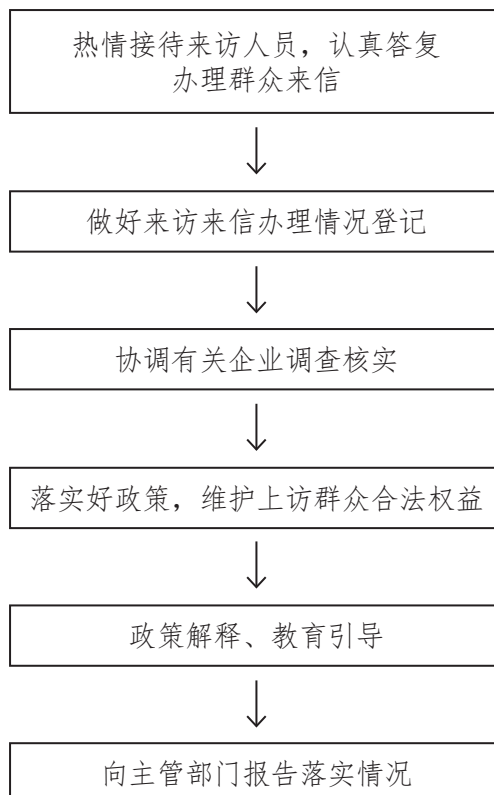 热情接待来访人员，认真答复
办理群众来信
做好来访来信办理情况登记
协调有关企业调查核实
落实好政策，维护上访群众合法权益
政策解释、教育引导
向主管部门报告落实情况